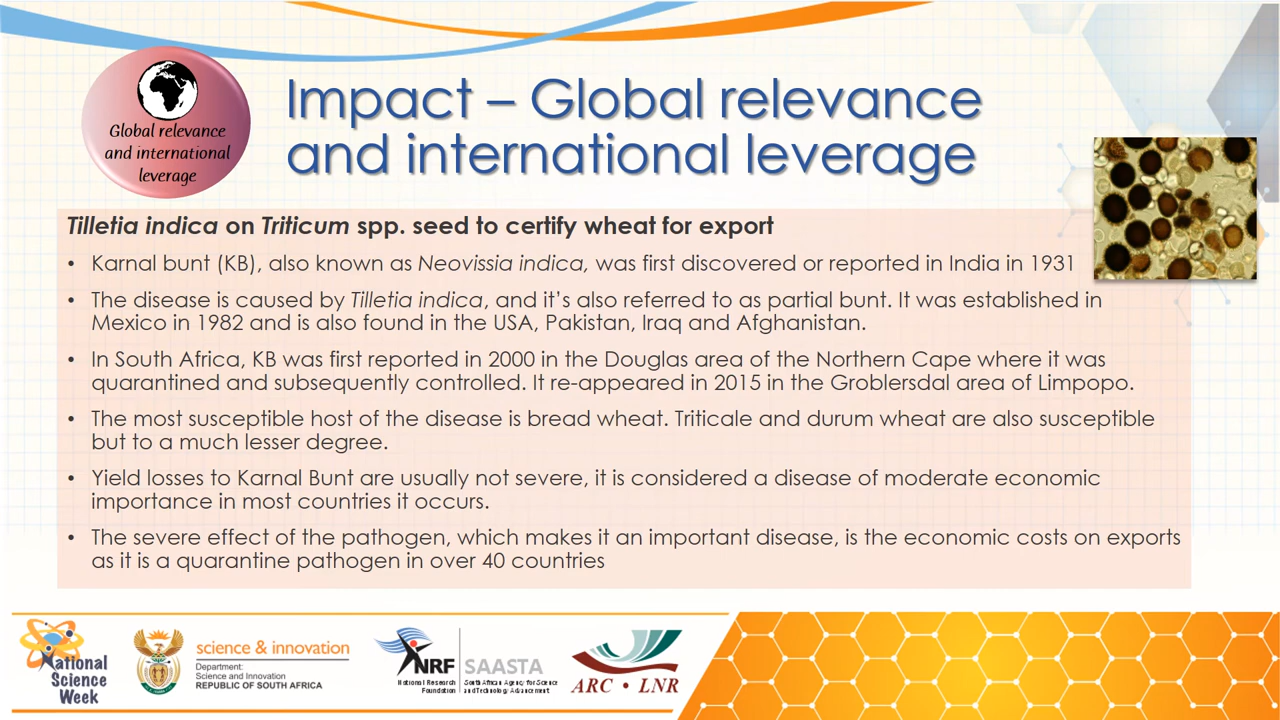 Global relevance
and international
leverage
Impact – Global relevance
and international leverage
Tilletia indica on Triticum spp. seed to certify wheat for export
• Karnal bunt (KB), also known as Neovissia indica, was first discovered or reported in India in 1931
• The disease is caused by Tilletia indica, and it’s also referred to as partial bunt. It was established in
Mexico in 1982 and is also found in the USA, Pakistan, Iraq and Afghanistan.
• In South Africa, KB was first reported in 2000 in the Douglas area of the Northern Cape where it was
quarantined and subsequently controlled. It re-appeared in 2015 in the Groblersdal area of Limpopo.
• The most susceptible host of the disease is bread wheat. Triticale and durum wheat are also susceptible
but to a much lesser degree.
• Yield losses to Karnal Bunt are usually not severe, it is considered a disease of moderate economic
importance in most countries it occurs.
• The severe effect of the pathogen, which makes it an important disease, is the economic costs on exports
as it is a quarantine pathogen in over 40 countries
National
Science
Week
science & innovation
Department:
Science and Innovation
REPUBLIC OF SOUTH AFRICA
NRF
National Research
Foundation
SAASTA
South African Agency for Science
and Technology Advancement
ARC • LNR